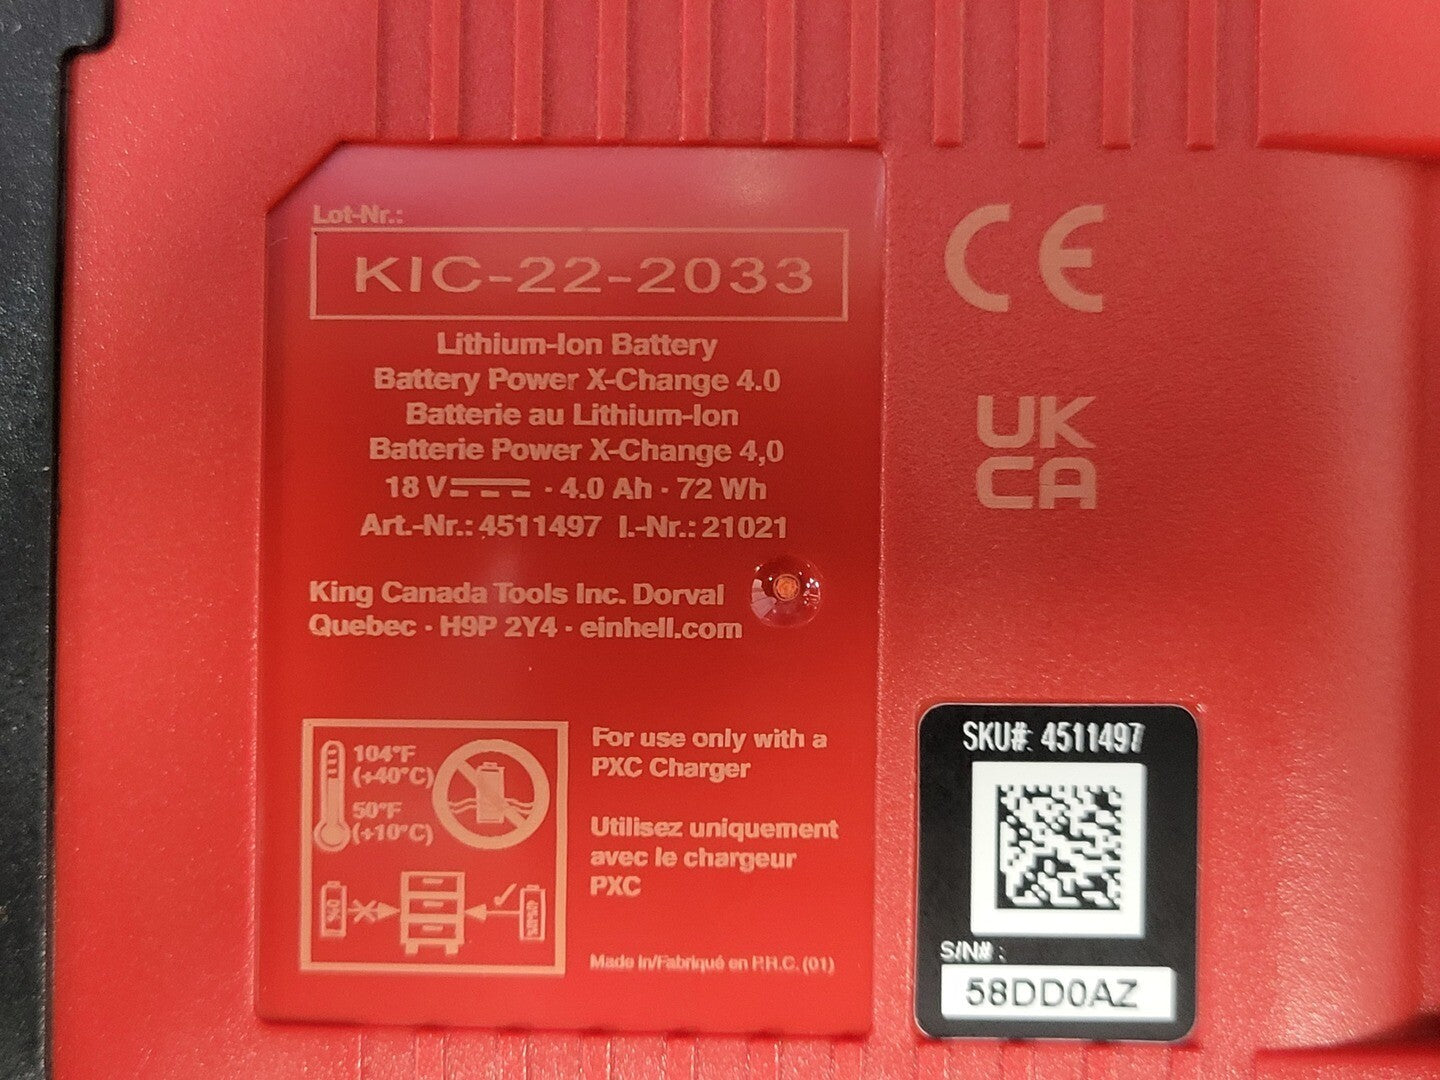 Lot-Nr.:
KIC-22-2033
Lithium-Ion Battery
Battery Power X-Change 4.0
Batterie au Lithium-Ion
Batterie Power X-Change 4,0
18 V · 4.0 Ah · 72 Wh
Art.-Nr.: 4511497 I.-Nr.: 21021
King Canada Tools Inc. Dorval
Quebec · H9P 2Y4 · einhell.com
104°F
(+40°C)
50°F
(+10°C)
0%
For use only with a
PXC Charger
Utilisez uniquement
avec le chargeur
PXC
Made in/Fabriqué en P.R.C. (01)
CE
UK
CA
SKU#: 4511497
S/N# :
58DD0AZ